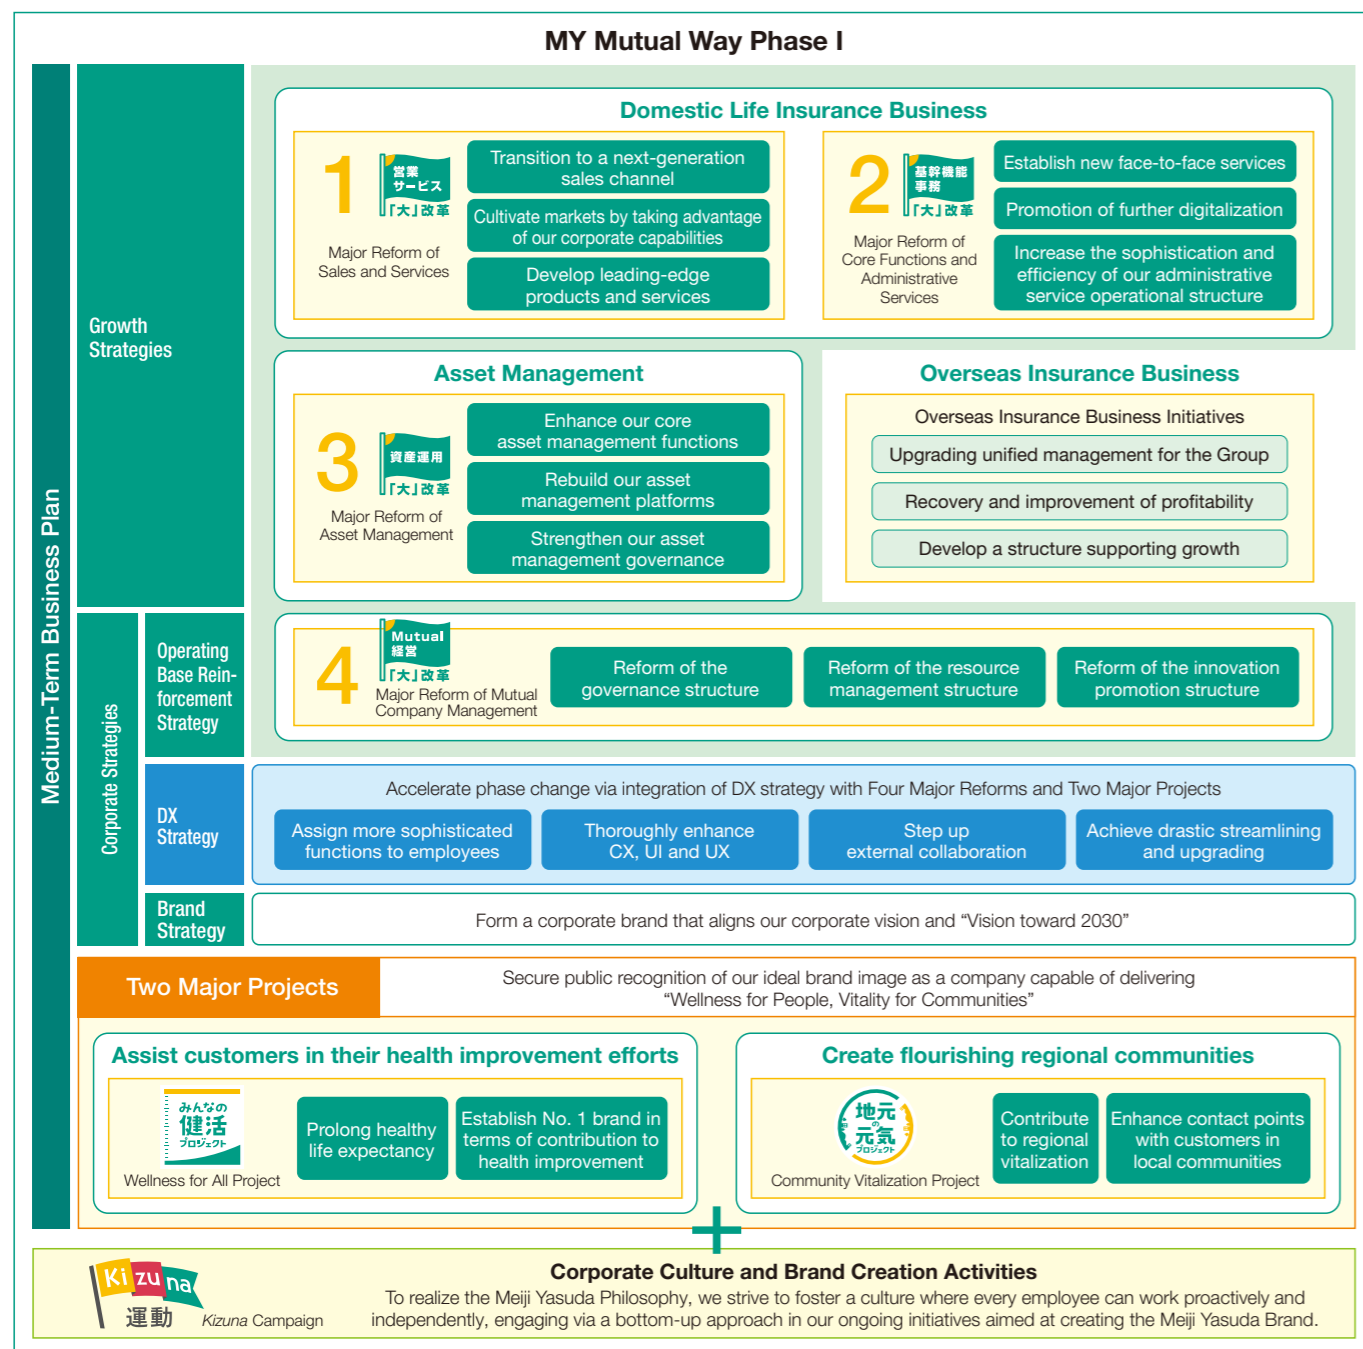 MY Mutual Way Phase I
Medium-Term Business Plan
Growth
Strategies
Domestic Life Insurance Business
1
営業
サービス
「大」改革
Major Reform of
Sales and Services
Transition to a next-generation
sales channel
Cultivate markets by taking advantage
of our corporate capabilities
Develop leading-edge
products and services
2
基幹機能
事務
「大」改革
Major Reform of
Core Functions and
Administrative
Services
Establish new face-to-face services
Promotion of further digitalization
Increase the sophistication and
efficiency of our administrative
service operational structure
Asset Management
3
資産運用
「大」改革
Major Reform of
Asset Management
Enhance our core
asset management functions
Rebuild our asset
management platforms
Strengthen our asset
management governance
Overseas Insurance Business
Overseas Insurance Business Initiatives
Upgrading unified management for the Group
Recovery and improvement of profitability
Develop a structure supporting growth
Corporate Strategies
Operating
Base Rein-
forcement
Strategy
4
Mutual
経営
「大」改革
Major Reform of Mutual
Company Management
Reform of the
governance structure
Reform of the resource
management structure
Reform of the innovation
promotion structure
DX
Strategy
Accelerate phase change via integration of DX strategy with Four Major Reforms and Two Major Projects
Assign more sophisticated
functions to employees
Thoroughly enhance
CX, UI and UX
Step up
external collaboration
Achieve drastic streamlining
and upgrading
Brand
Strategy
Form a corporate brand that aligns our corporate vision and “Vision toward 2030”
Two Major Projects
Secure public recognition of our ideal brand image as a company capable of delivering
“Wellness for People, Vitality for Communities”
Assist customers in their health improvement efforts
みんなの
健活
プロジェクト
Wellness for All Project
Prolong healthy
life expectancy
Establish No. 1 brand in
terms of contribution to
health improvement
Create flourishing regional communities
地元
の
元気
プロジェクト
Community Vitalization Project
Contribute
to regional
vitalization
Enhance contact points
with customers in
local communities
+
Kizuna
運動
Kizuna Campaign
Corporate Culture and Brand Creation Activities
To realize the Meiji Yasuda Philosophy, we strive to foster a culture where every employee can work proactively and
independently, engaging via a bottom-up approach in our ongoing initiatives aimed at creating the Meiji Yasuda Brand.